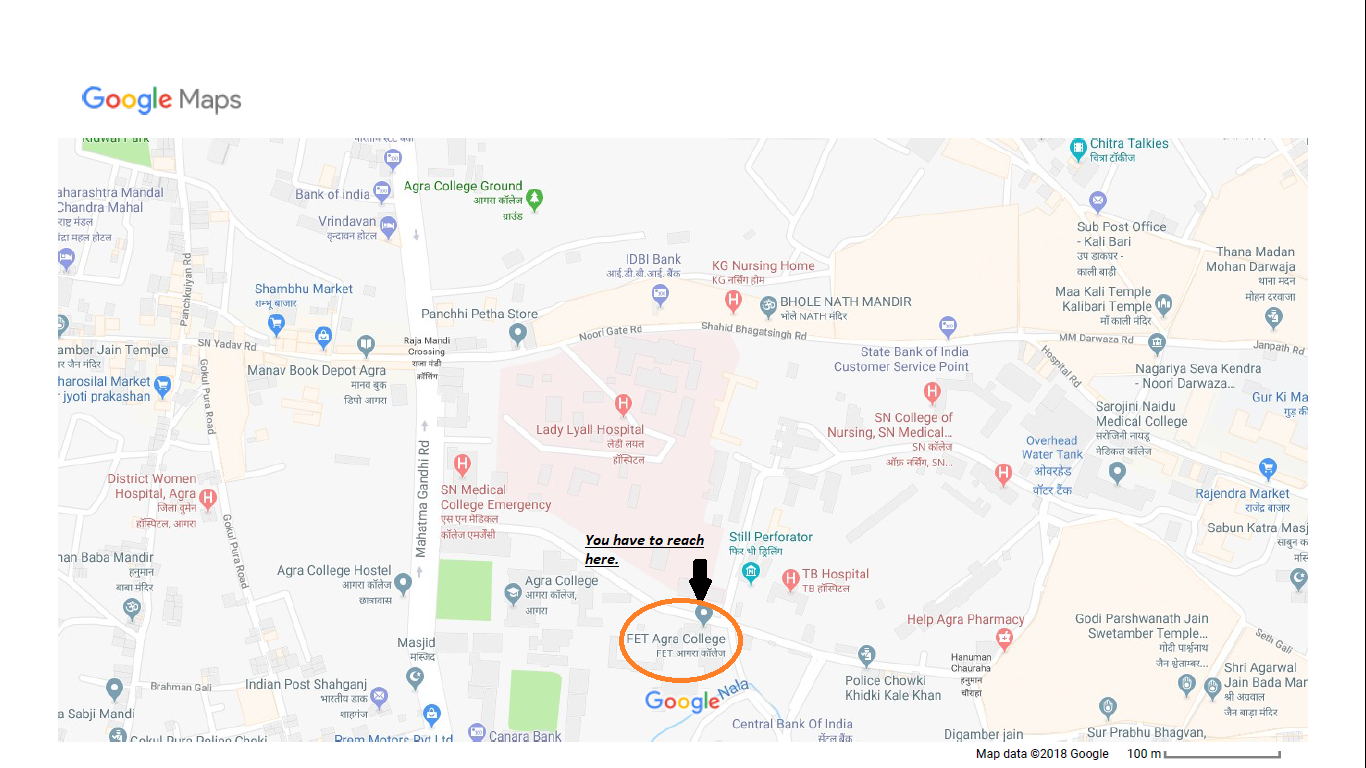 Google Maps
Kidwai Park
Chitra Talkies
चित्रा टॉकीज
Bank of India
Agra College Ground
आगरा कॉलेज
ग्राउंड
aharashtra Mandal
Chandra Mahal
राष्ट्र मंडल
Vrindavan
वृन्दावन होटल
Sub Post Office
- Kali Bari
उप डाकघर -
काली बाड़ी
Thana Madan
Mohan Darwaja
थाना मदन
मोहन दरवाजा
Panchkuiyan Rd
IDBI Bank
आई.डी.बी.आई. बैंक
KG Nursing Home
KG नर्सिंग होम
Shambhu Market
शम्भू बाजार
BHOLE NATH MANDIR
भोले NATH मंदिर
Maa Kali Temple
Kalibari Temple
माँ काली मंदिर
Panchhi Petha Store
Noori Gate Rd
Shahid Bhagatsingh Rd
SN Yadav Rd
Raja Mandi
Crossing
राजा मंडी
क्रॉसिंग
MM Darwaza Rd
Janpath Rd
amber Jain Temple
र जैन मंदिर
State Bank of India
Customer Service Point
Hospital Rd
Manav Book Depot Agra
मानव बुक
डिपो आगरा
Nagariya Seva Kendra
- Noori Darwaza...
harosilal Market
jyoti prakashan
Gokul Pura Road
Gur Ki Ma
Lady Lyall Hospital
लेडी लयल
हॉस्पिटल
SN College of
Nursing, SN Medical...
SN कॉलेज
ऑफ़ नर्सिंग, SN...
Sarojini Naidu
Medical College
सरोजिनी नायडू
मेडिकल कॉलेज
Overhead
Water Tank
ओवरहेड
वॉटर टैंक
District Women
Hospital, Agra
जिला वुमेन
हॉस्पिटल, आगरा
Mahatma Gandhi Rd
SN Medical
College Emergency
एस एन मेडिकल
कॉलेज एमर्जेंसी
Rajendra Market
राजेंद्र बाजार
Gokul Pura Road
You have to reach
here.
Still Perforator
फिर भी ड्रिलिंग
Sabun Katra Masj
nan Baba Mandir
हनुमान
बाबा मंदिर
Agra College Hostel
आगरा कॉलेज
छात्रावास
Agra College
आगरा कॉलेज,
आगरा
TB Hospital
TB हॉस्पिटल
Help Agra Pharmacy
Godi Parshwanath Jain
Swetamber Temple...
गोदी पार्श्वनाथ
जैन श्वेताम्बर...
FET Agra College
FET आगरा कॉलेज
Masjid
मस्जिद
Hanuman
Chauraha
हनुमान
चौराहा
Seth Gali
Brahman Gali
Indian Post Shahganj
भारतीय डाक
शाहगंज
Police Chowki
Khidki Kale Khan
Shri Agarwal
Jain Bada Mar
श्री अग्रवाल
जैन बाड़ा मंदिर
a Sabji Mandi
Google
Nala
Central Bank Of India
सेंट्रल बैंक
Gokul Pura Police Choki
Prem Motors Pvt Ltd
Canara Bank
Digamber jain
Sur Prabhu Bhagvan,
Map data ©2018 Google 100 m